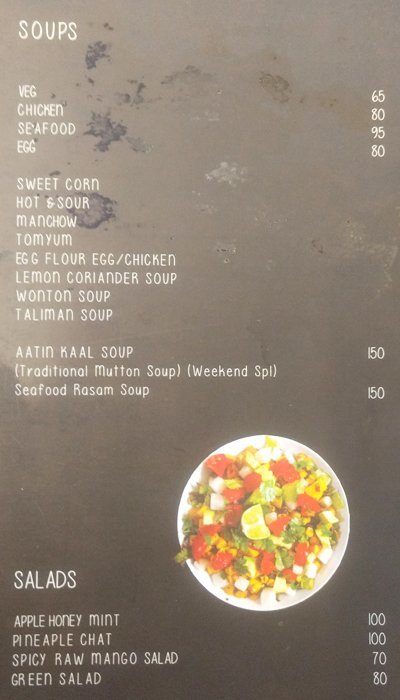 SOUPS
VEG 65
CHICKEN 80
SEAFOOD 95
EGG 80
SWEET CORN
HOT & SOUR
MANCHOW
TOMYUM
EGG FLOUR EGG/CHICKEN
LEMON CORIANDER SOUP
WONTON SOUP
TALIMAN SOUP
AATIN KAAL SOUP 150
(Traditional Mutton Soup) (Weekend Spl)
Seafood Rasam Soup 150
SALADS
APPLE HONEY MINT 100
PINEAPLE CHAT 100
SPICY RAW MANGO SALAD 70
GREEN SALAD 80